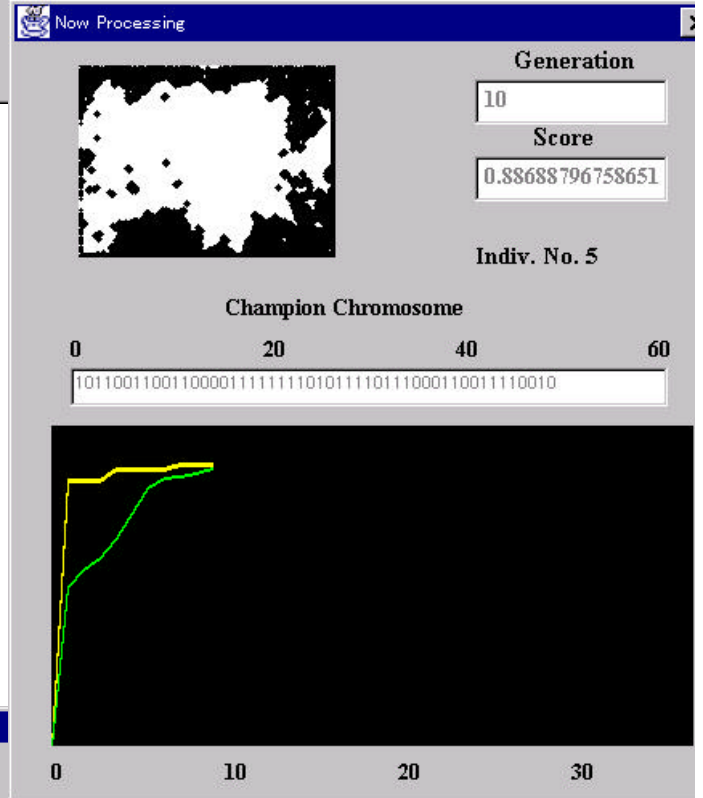 Now Processing
Generation
10
Score
0.88688796758651
Indiv. No. 5
Champion Chromosome
0 20 40 60
10110011001100001111111101011110111000110011110010
0 10 20 30